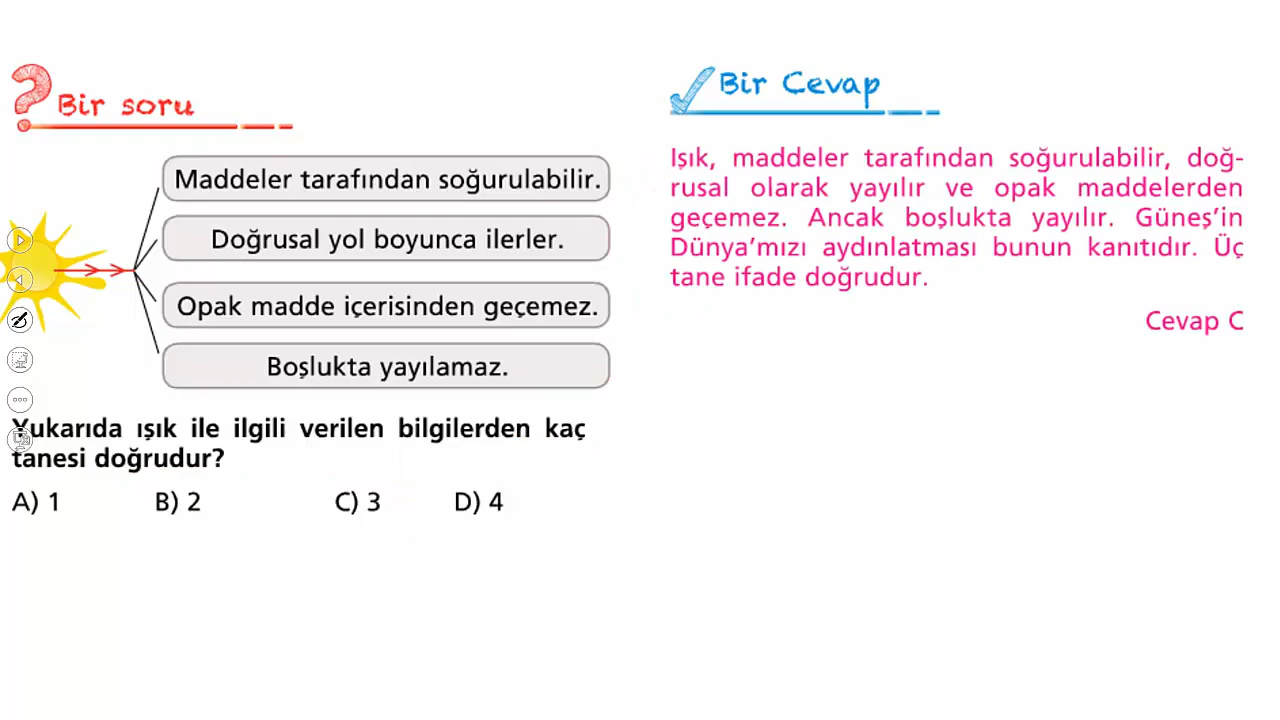 Bir soru
Maddeler tarafından soğurulabilir.
Doğrusal yol boyunca ilerler.
Opak madde içerisinden geçemez.
Boşlukta yayılamaz.
Yukarıda ışık ile ilgili verilen bilgilerden kaç
tanesi doğrudur?
A) 1 B) 2 C) 3 D) 4
Bir Cevap
Işık, maddeler tarafından soğurulabilir, doğ-
rusal olarak yayılır ve opak maddelerden
geçemez. Ancak boşlukta yayılır. Güneş’in
Dünya’mızı aydınlatması bunun kanıtıdır. Üç
tane ifade doğrudur.
Cevap C